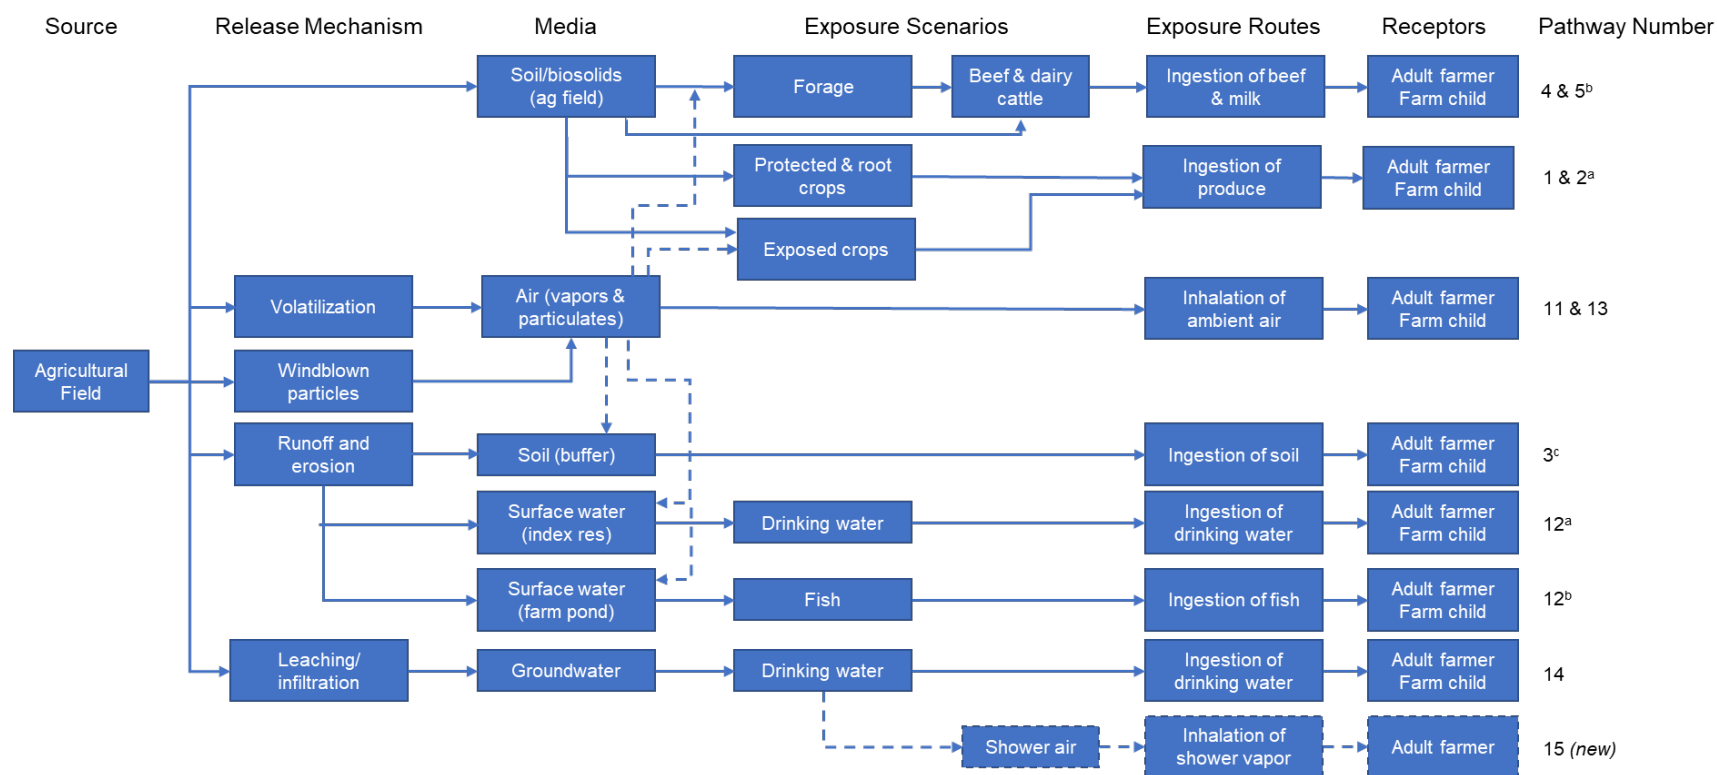 Source Release Mechanism Media Exposure Scenarios Exposure Routes Receptors Pathway Number
Soil/biosolids
(ag field)
Forage
Beef & dairy
cattle
Ingestion of beef
& milk
Adult farmer
Farm child
4 & 5ᵇ
Protected & root
crops
Ingestion of
produce
Adult farmer
Farm child
1 & 2ᵃ
Exposed crops
Volatilization
Air (vapors &
particulates)
Inhalation of
ambient air
Adult farmer
Farm child
11 & 13
Agricultural
Field
Windblown
particles
Runoff and
erosion
Soil (buffer)
Ingestion of soil
Adult farmer
Farm child
3ᶜ
Surface water
(index res)
Drinking water
Ingestion of
drinking water
Adult farmer
Farm child
12ᵃ
Surface water
(farm pond)
Fish
Ingestion of fish
Adult farmer
Farm child
12ᵇ
Leaching/
infiltration
Groundwater
Drinking water
Ingestion of
drinking water
Adult farmer
Farm child
14
Shower air
Inhalation of
shower vapor
Adult farmer
15 (new)